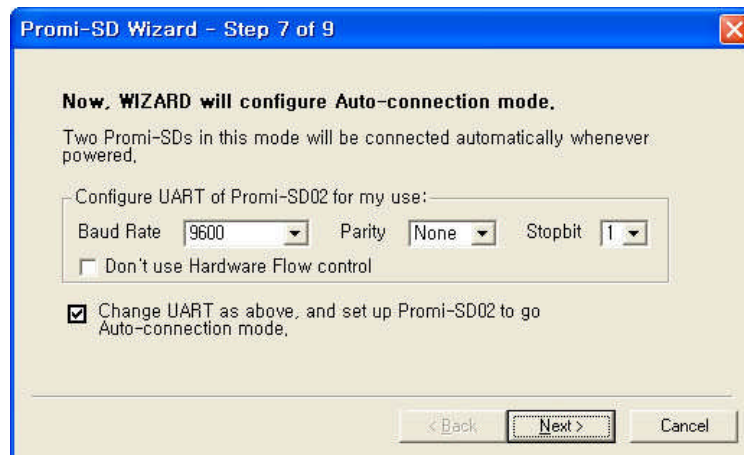 Promi-SD Wizard - Step 7 of 9
Now, WIZARD will configure Auto-connection mode.
Two Promi-SDs in this mode will be connected automatically whenever
powered.
Configure UART of Promi-SD02 for my use:
Baud Rate 9600 Parity None Stopbit 1
Don't use Hardware Flow control
Change UART as above, and set up Promi-SD02 to go
Auto-connection mode.
< Back Next > Cancel